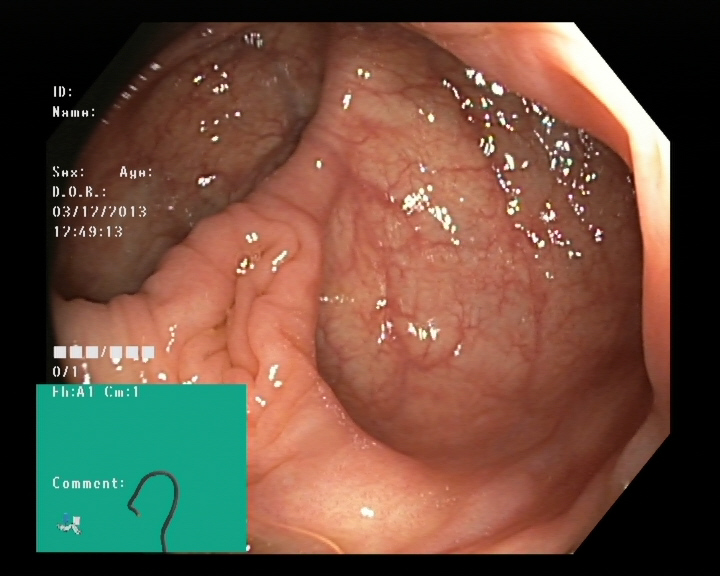 ID:
Name:
Sex: Age:
D.O.B.:
03/12/2013
12:49:13
■■■/■■■
0/1
Eh:A1 Cm:1
Comment: